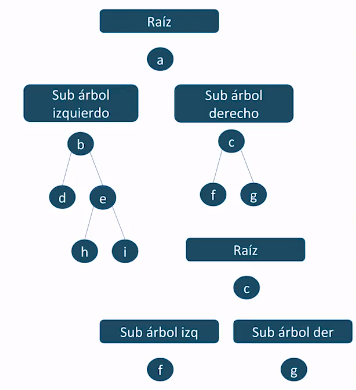 Raíz
a
Sub árbol
izquierdo
Sub árbol
derecho
b
c
d
e
f
g
h
i
Raíz
c
Sub árbol izq
Sub árbol der
f
g